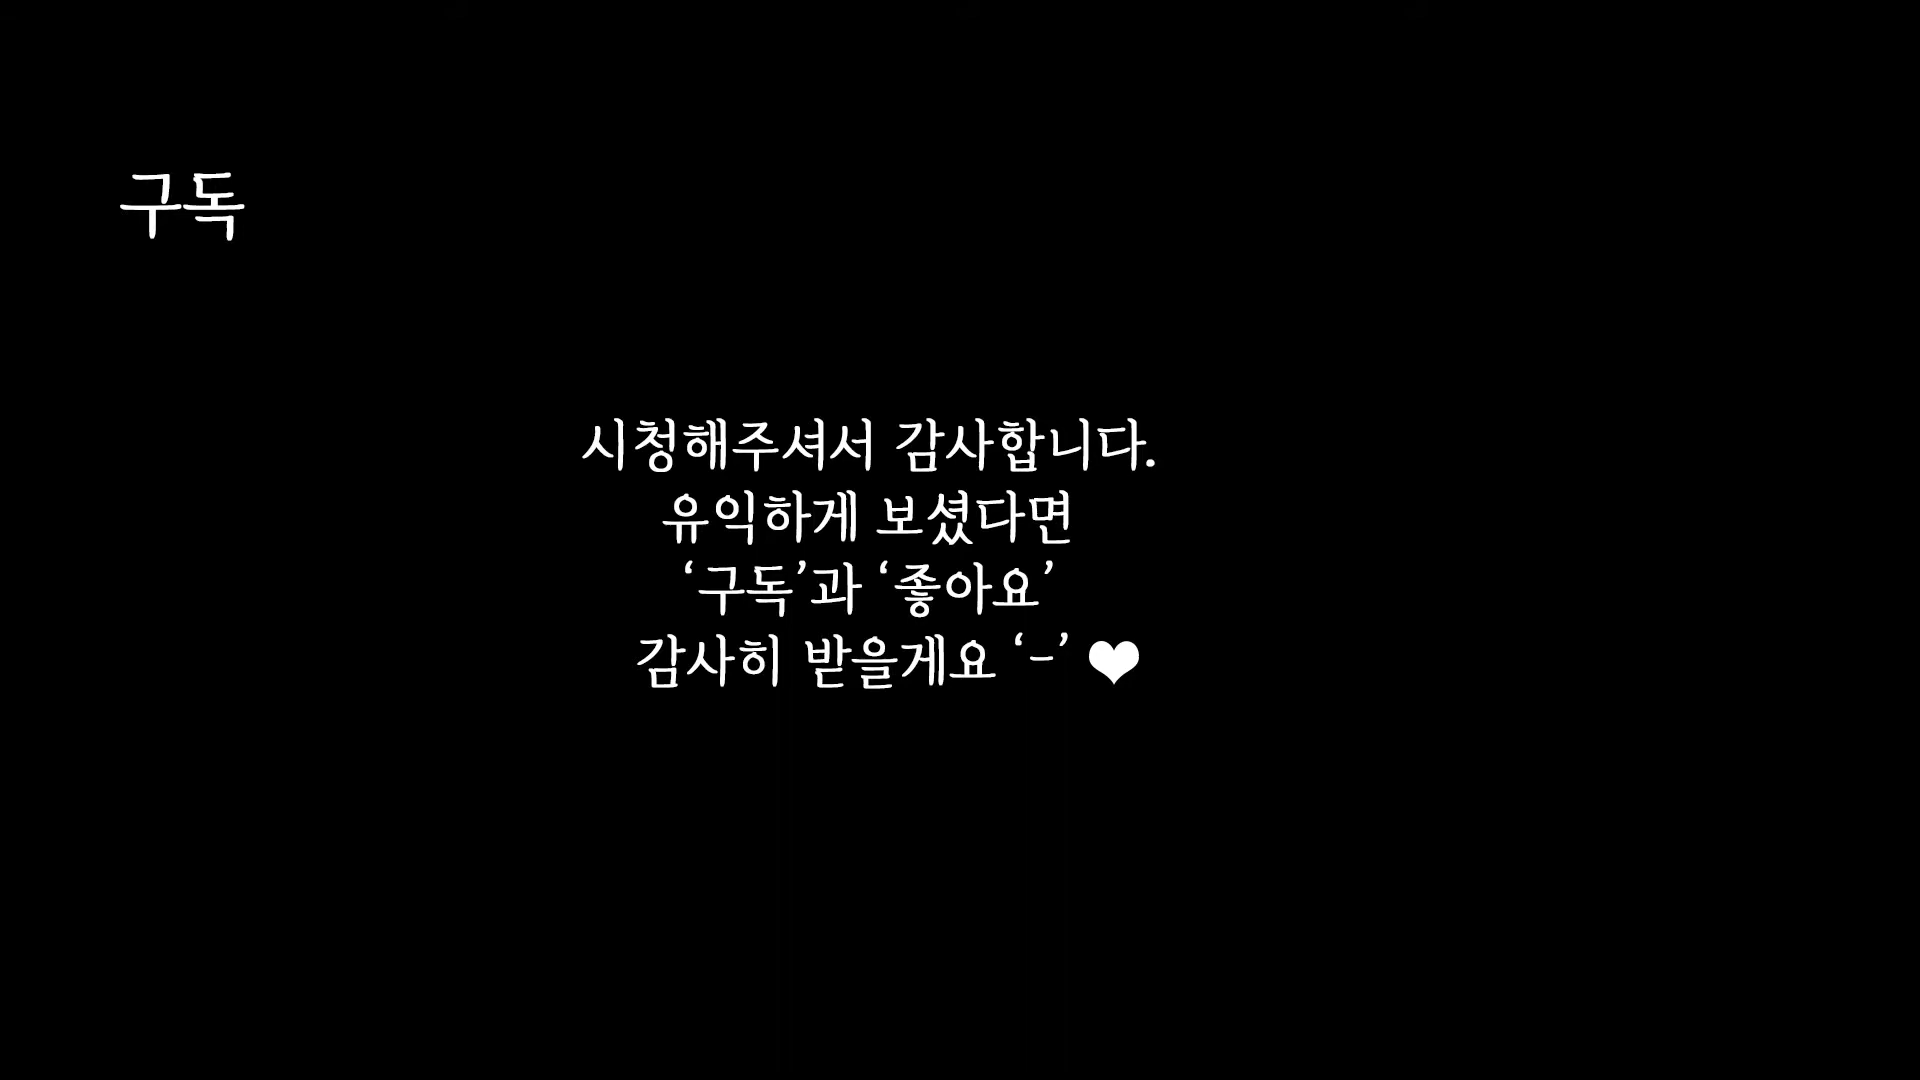 구독
시청해주셔서 감사합니다.
유익하게 보셨다면
‘구독’과 ‘좋아요’
감사히 받을게요 ‘-’ ❤